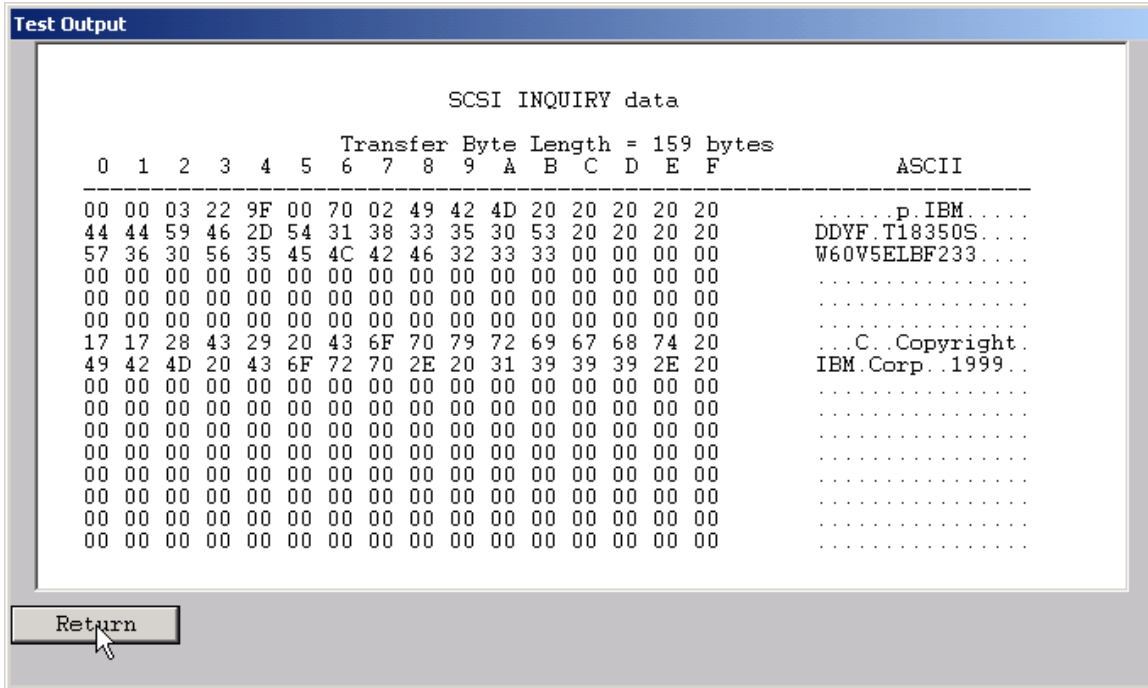 Test Output
SCSI INQUIRY data
Transfer Byte Length = 159 bytes
0 1 2 3 4 5 6 7 8 9 A B C D E F ASCII
00 00 03 22 9F 00 70 02 49 42 4D 20 20 20 20 20 ......p.IBM.....
44 44 59 46 2D 54 31 38 33 35 30 53 20 20 20 20 DDYF.T18350S....
57 36 30 56 35 45 4C 42 46 32 33 33 00 00 00 00 W60V5ELBF233....
00 00 00 00 00 00 00 00 00 00 00 00 00 00 00 00 ................
00 00 00 00 00 00 00 00 00 00 00 00 00 00 00 00 ................
00 00 00 00 00 00 00 00 00 00 00 00 00 00 00 00 ................
17 17 28 43 29 20 43 6F 70 79 72 69 67 68 74 20 ...C..Copyright.
49 42 4D 20 43 6F 72 70 2E 20 31 39 39 39 2E 20 IBM.Corp..1999..
00 00 00 00 00 00 00 00 00 00 00 00 00 00 00 00 ................
00 00 00 00 00 00 00 00 00 00 00 00 00 00 00 00 ................
00 00 00 00 00 00 00 00 00 00 00 00 00 00 00 00 ................
00 00 00 00 00 00 00 00 00 00 00 00 00 00 00 00 ................
00 00 00 00 00 00 00 00 00 00 00 00 00 00 00 00 ................
00 00 00 00 00 00 00 00 00 00 00 00 00 00 00 00 ................
00 00 00 00 00 00 00 00 00 00 00 00 00 00 00 00 ................
00 00 00 00 00 00 00 00 00 00 00 00 00 00 00 00 ................
Return